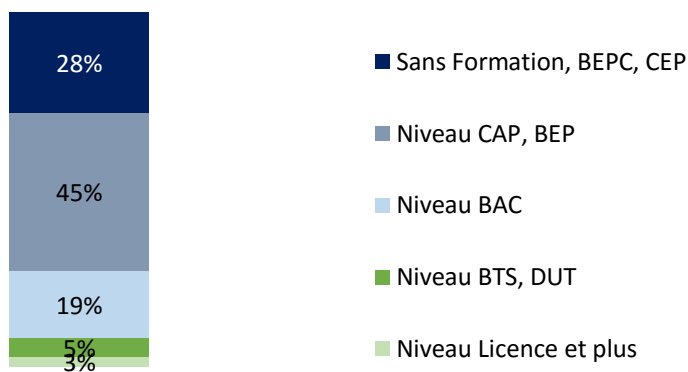 28%
45%
19%
5%
3%
Sans Formation, BEPC, CEP
Niveau CAP, BEP
Niveau BAC
Niveau BTS, DUT
Niveau Licence et plus